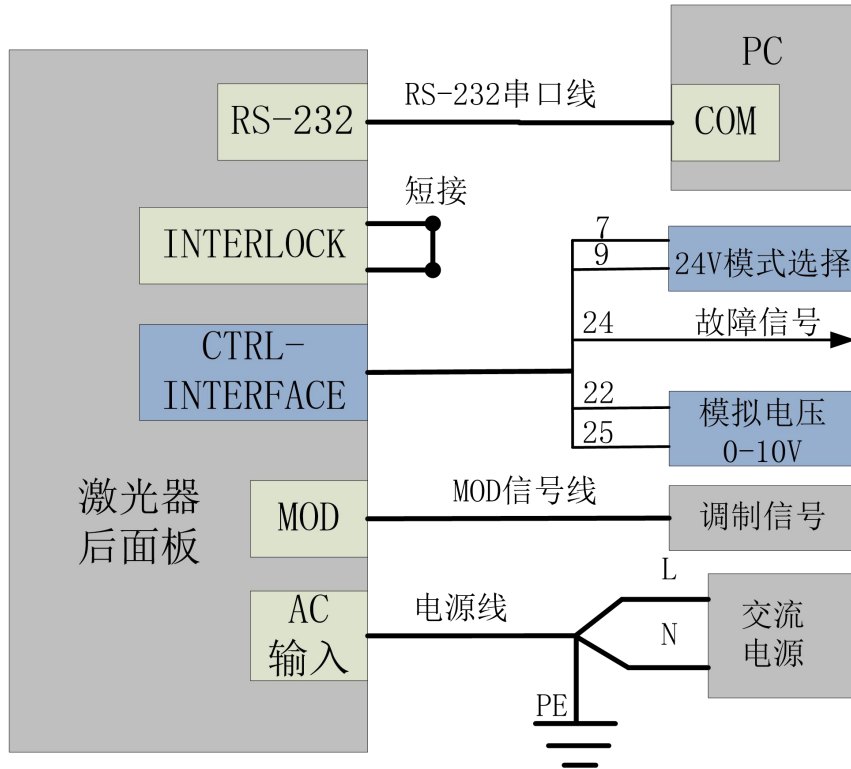 PC
RS-232串口线
RS-232
COM
短接
INTERLOCK
7
9
24V模式选择
24
故障信号
CTRL-
INTERFACE
22
25
模拟电压
0-10V
激光器
后面板
MOD
MOD信号线
调制信号
AC
输入
电源线
L
N
PE
交流
电源